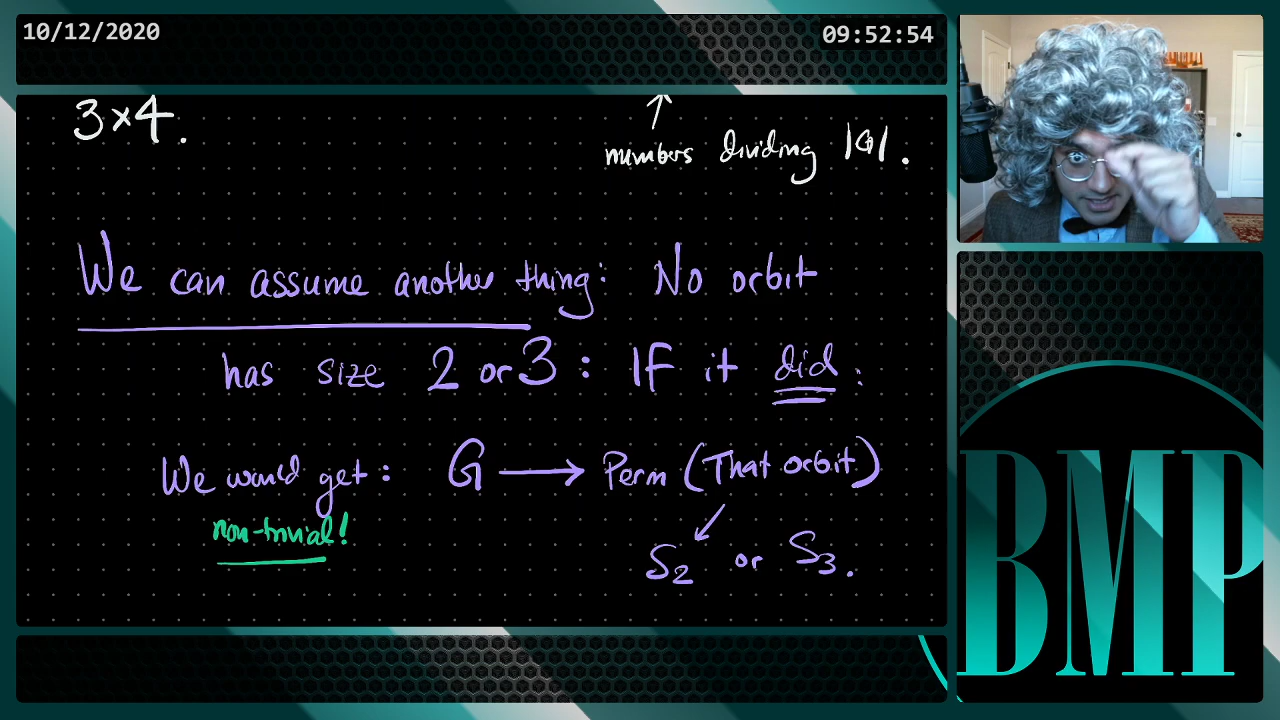 10/12/2020
09:52:54
3×4.
↑
numbers dividing |G|.
We can assume another thing: No orbit
has size 2 or 3 : IF it did :
We would get : G → Perm (That orbit)
non-trivial!
S₂ or S₃.
BMP